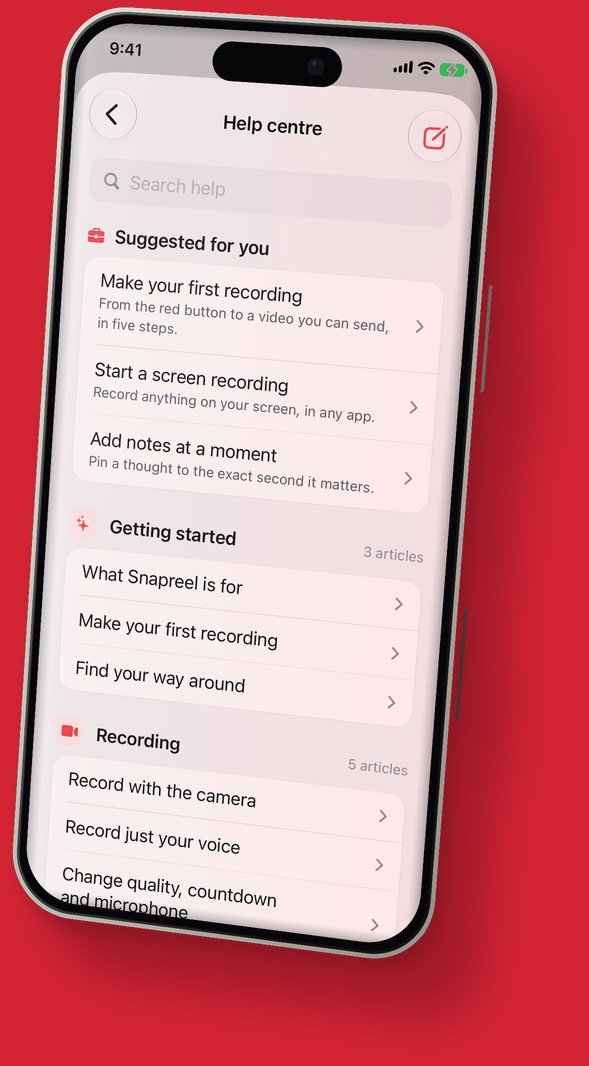 9:41
Help centre
Search help
Suggested for you
Make your first recording
From the red button to a video you can send,
in five steps.
Start a screen recording
Record anything on your screen, in any app.
Add notes at a moment
Pin a thought to the exact second it matters.
Getting started
3 articles
What Snapreel is for
Make your first recording
Find your way around
Recording
5 articles
Record with the camera
Record just your voice
Change quality, countdown
and microphone